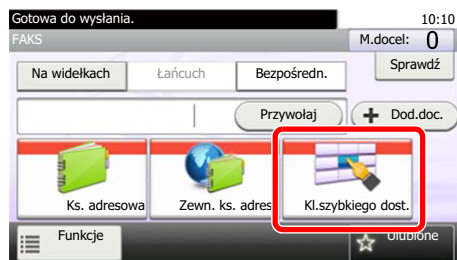 Gotowa do wysłania. 10:10
FAKS M.docel: 0
Na widełkach Łańcuch Bezpośredn. Sprawdź
Przywołaj + Dod.doc.
Ks. adresowa Zewn. ks. adres Kl.szybkiego dost.
Funkcje Ulubione